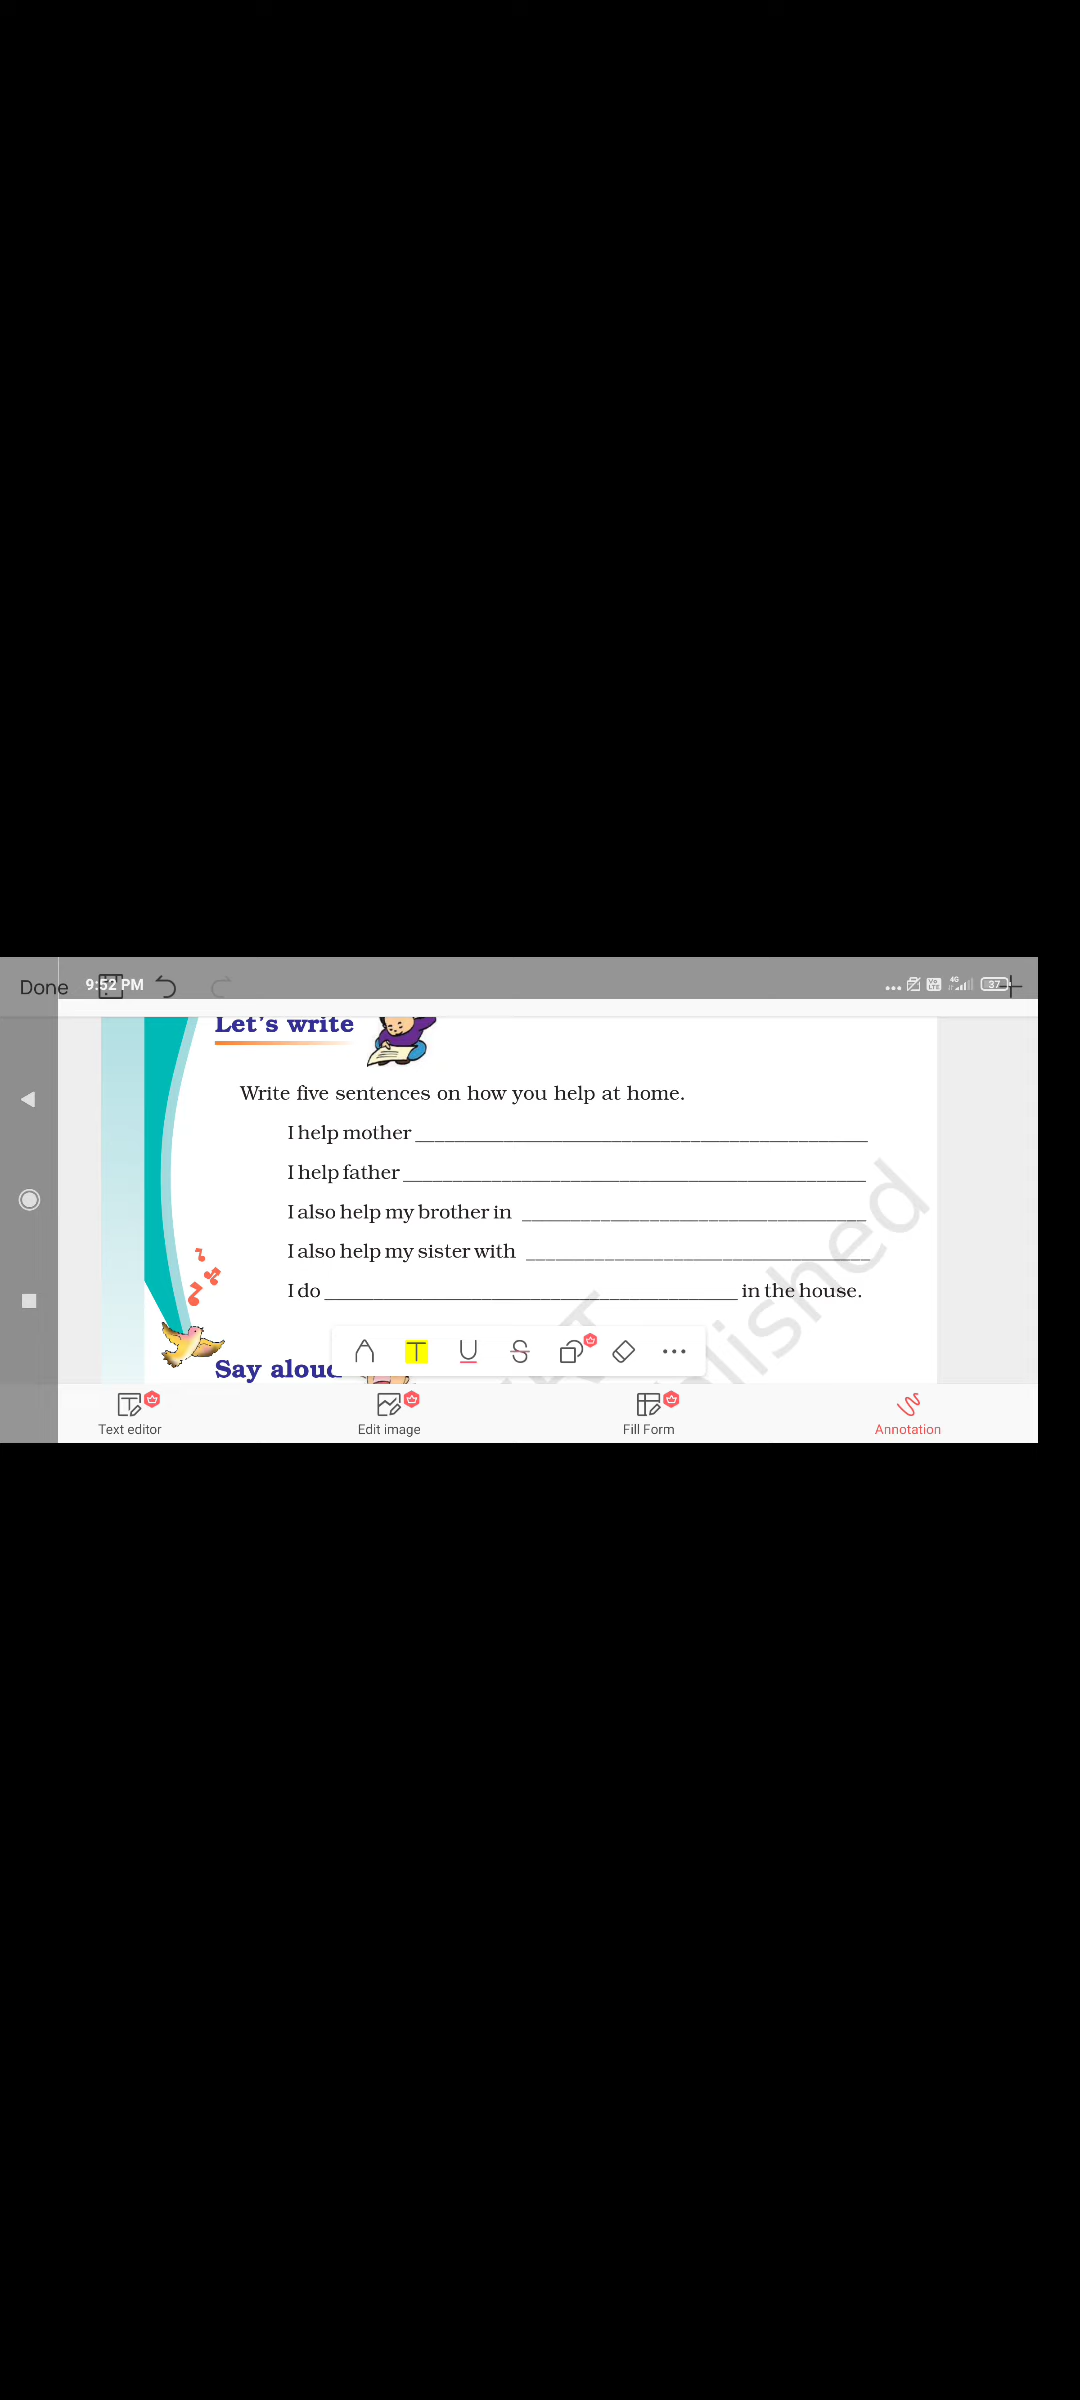 Done 9:52 PM 4G 37
Let's write
Write five sentences on how you help at home.
I help mother
I help father
I also help my brother in
I also help my sister with
I do in the house.
Say aloud
Text editor Edit image Fill Form Annotation